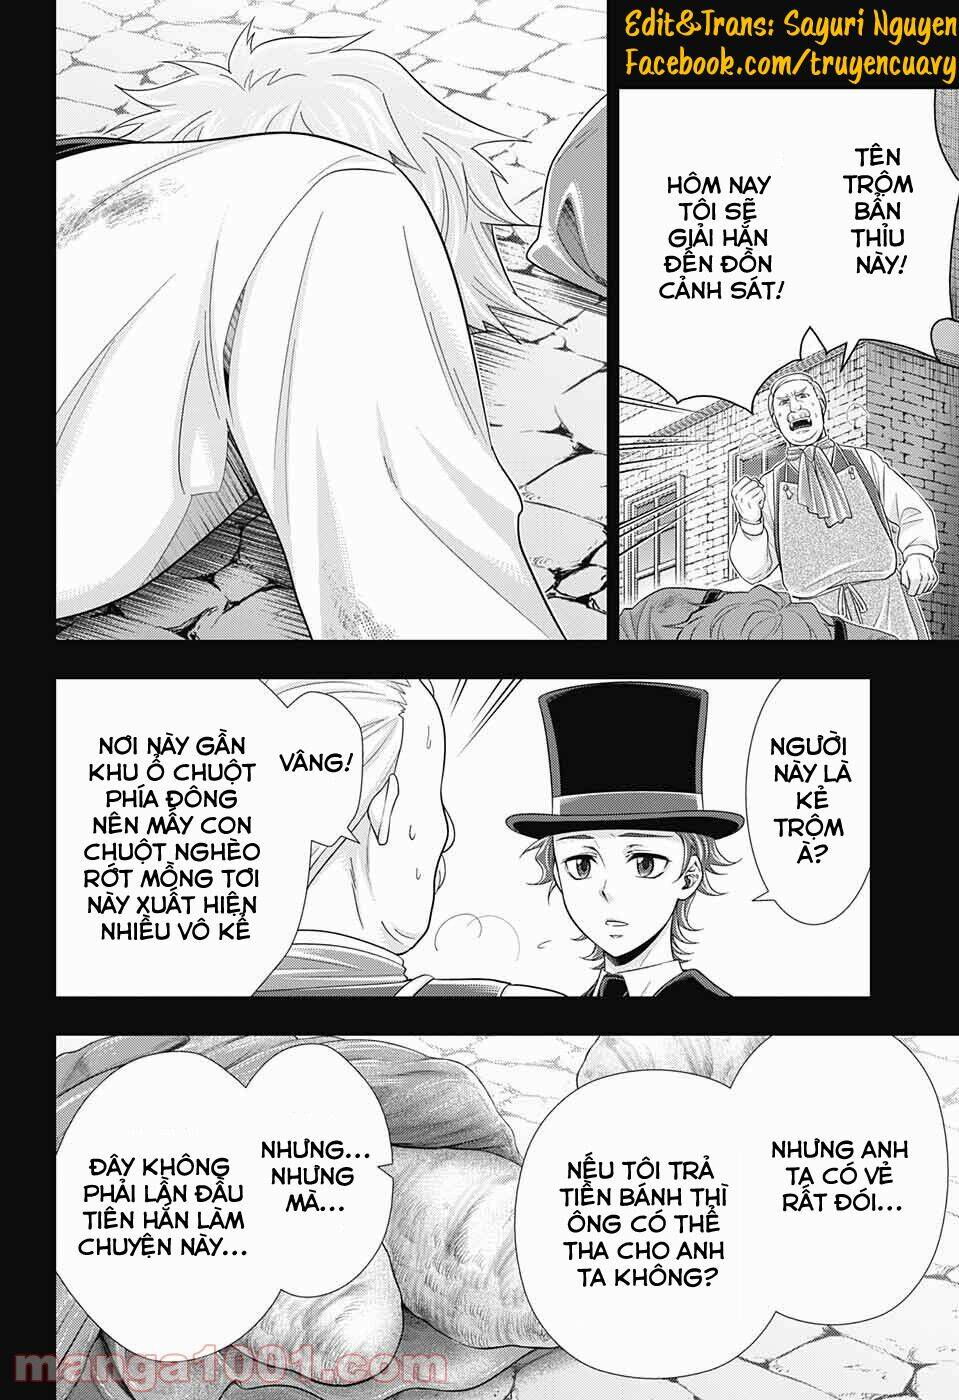 Edit&Trans: Sayuri Nguyen
Facebook.com/truyencuavy
TÊN
TRỘM
BẨN
THỈU
NÀY!
HÔM NAY
TÔI SẼ
GIẢI HẮN
ĐẾN ĐỒN
CẢNH SÁT!
NGƯỜI
NÀY LÀ
KẺ
TRỘM
À?
VÂNG!
NƠI NÀY GẦN
KHU Ổ CHUỘT
PHÍA ĐÔNG
NÊN MẤY CON
CHUỘT NGHÈO
RỚT MỒNG TƠI
NÀY XUẤT HIỆN
NHIỀU VÔ KỂ
NHƯNG ANH
TA CÓ VẺ
RẤT ĐÓI...
NẾU TÔI TRẢ
TIỀN BÁNH THÌ
ÔNG CÓ THỂ
THA CHO ANH
TA KHÔNG?
NHƯNG...
NHƯNG
MÀ...
ĐÂY KHÔNG
PHẢI LẦN ĐẦU
TIÊN HẮN LÀM
CHUYỆN NÀY...
manga1001.com